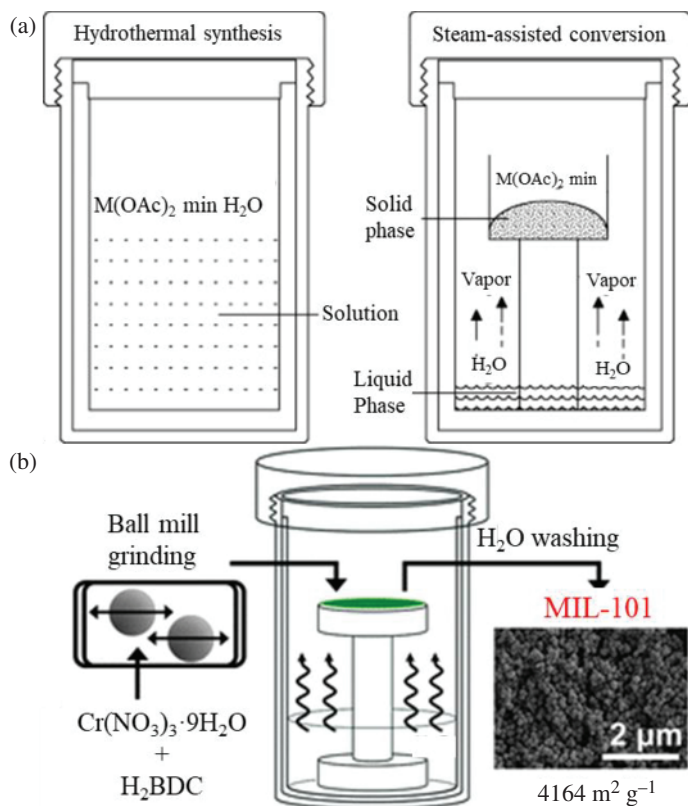 (a)
Hydrothermal synthesis
M(OAc)₂ min H₂O
Solution
Steam-assisted conversion
M(OAc)₂ min
Solid
phase
Vapor
Vapor
H₂O
H₂O
Liquid
Phase
(b)
Ball mill
grinding
H₂O washing
MIL-101
Cr(NO₃)₃·9H₂O
+
H₂BDC
2 μm
4164 m² g⁻¹